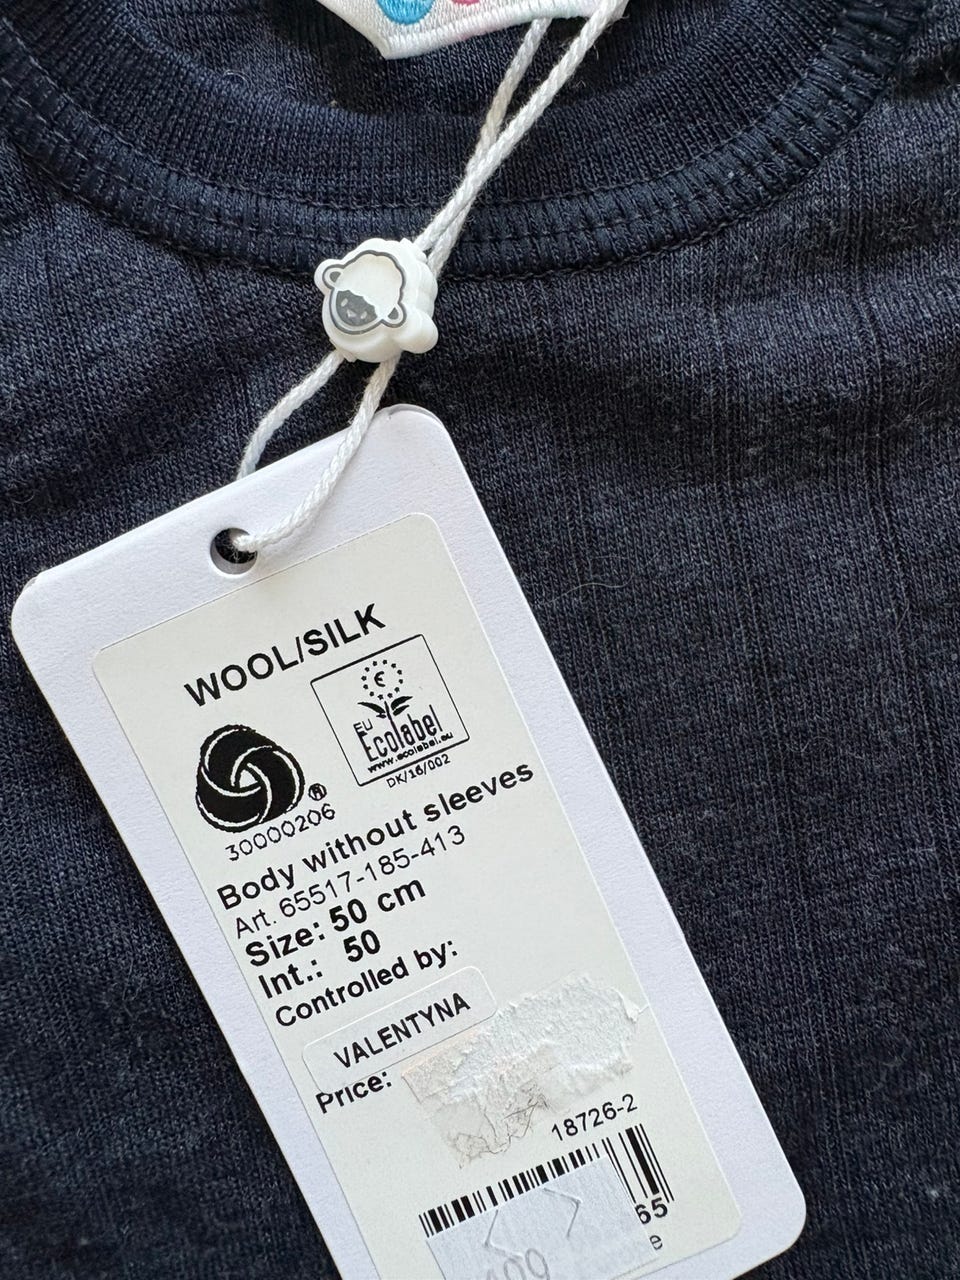 WOOL/SILK
EU
Ecolabel
www.ecolabel.eu
DK/16/002
®
30000206
Body without sleeves
Art. 65517-185-413
Size: 50 cm
Int.: 50
Controlled by:
VALENTYNA
Price:
18726-2
65